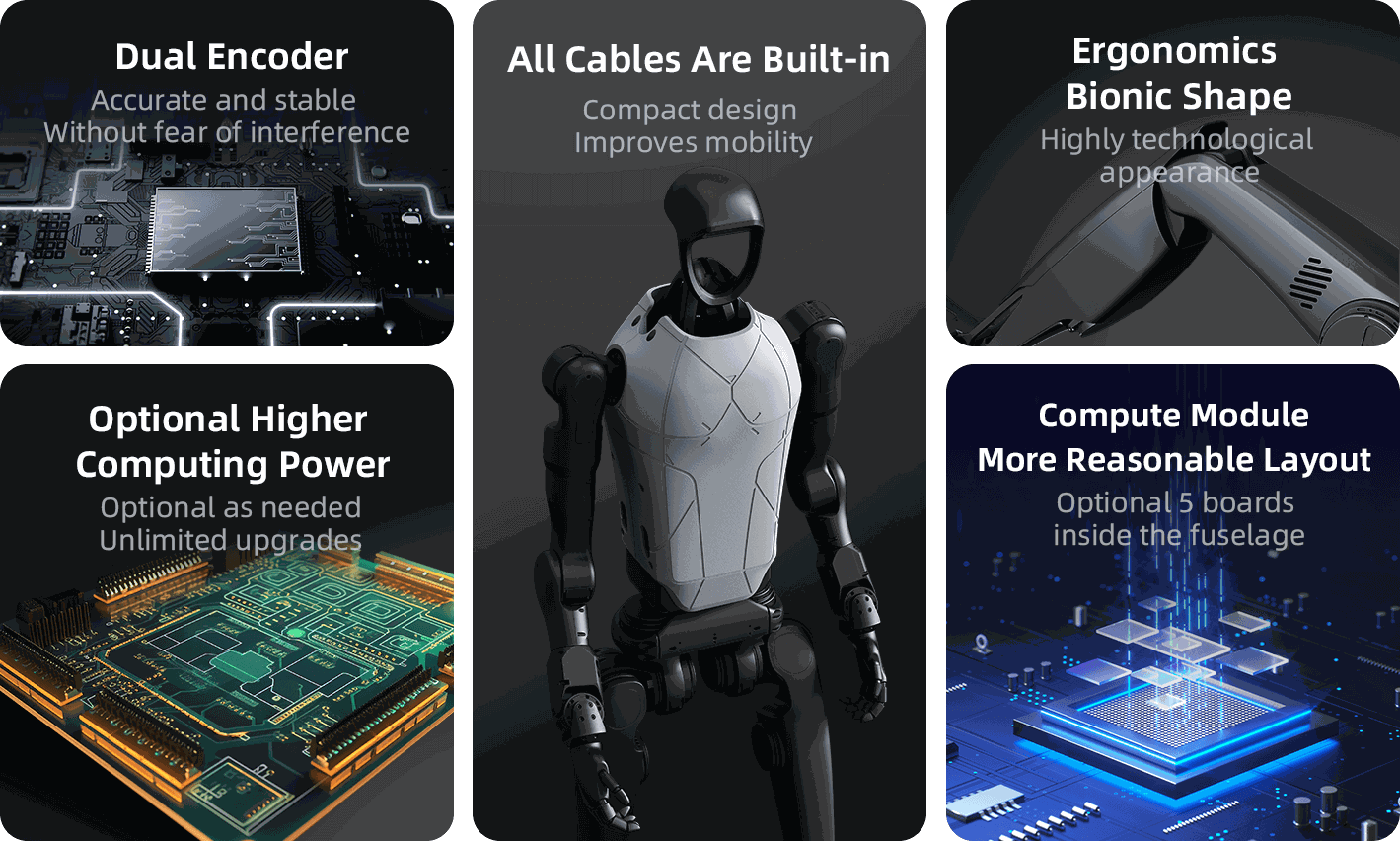 Dual Encoder
Accurate and stable
Without fear of interference
All Cables Are Built-in
Compact design
Improves mobility
Ergonomics
Bionic Shape
Highly technological
appearance
Optional Higher
Computing Power
Optional as needed
Unlimited upgrades
Compute Module
More Reasonable Layout
Optional 5 boards
inside the fuselage